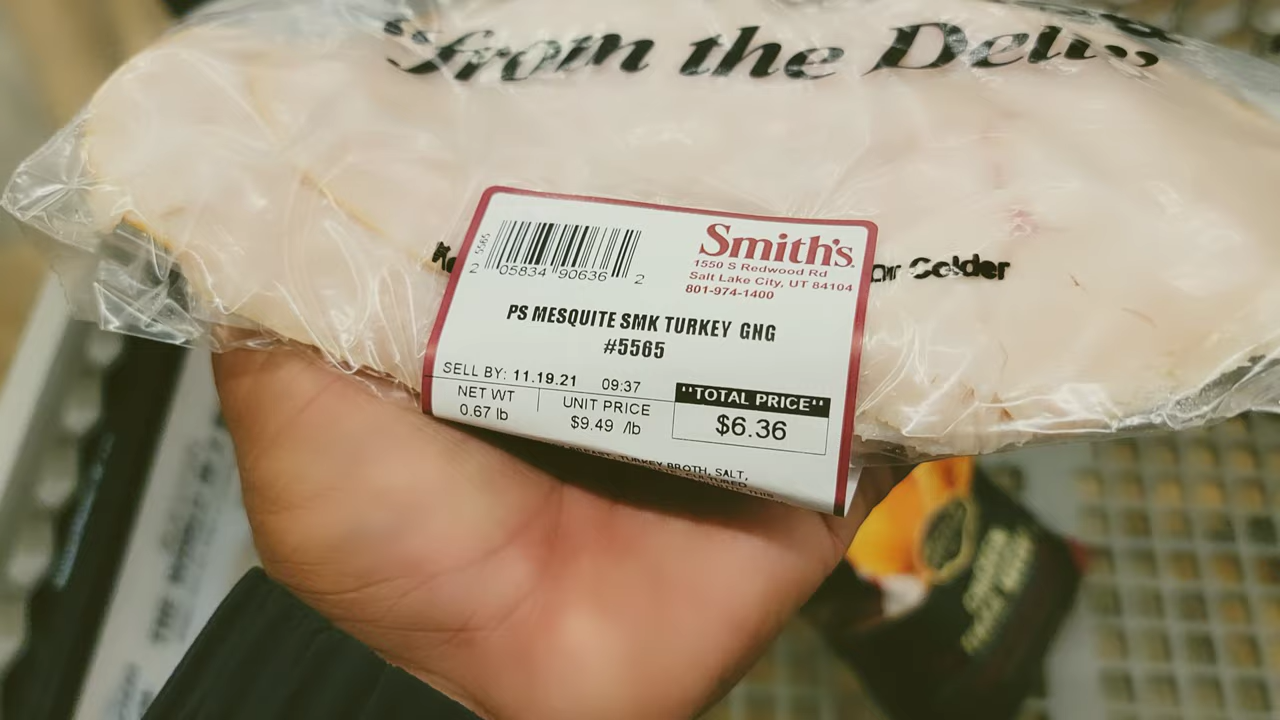 "from the Deli"
5565
2 05834 90636 2
Smith's
1550 S Redwood Rd
Salt Lake City, UT 84104
801-974-1400
or Colder
PS MESQUITE SMK TURKEY GNG
#5565
SELL BY: 11.19.21 09:37
NET WT
0.67 lb
UNIT PRICE
$9.49 /lb
"TOTAL PRICE"
$6.36
TURKEY BROTH, SALT,
CULTURED